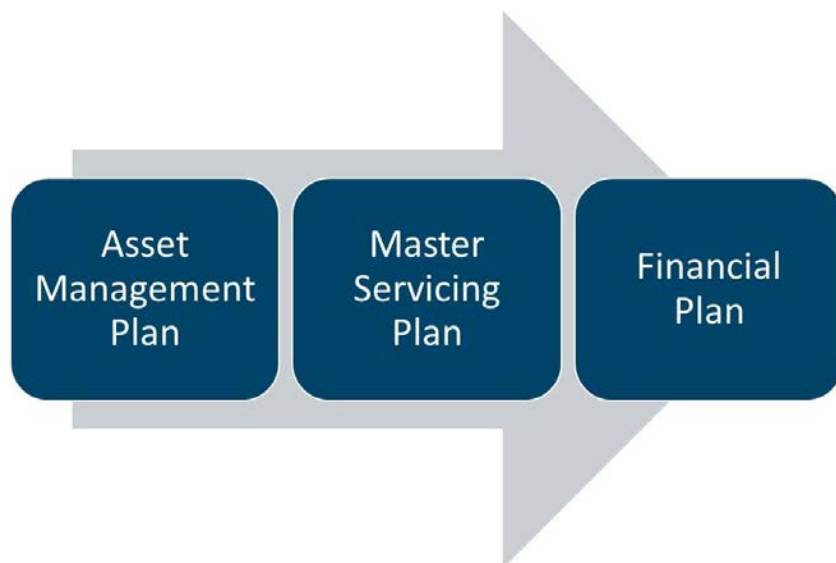 Asset
Management
Plan
Master
Servicing
Plan
Financial
Plan